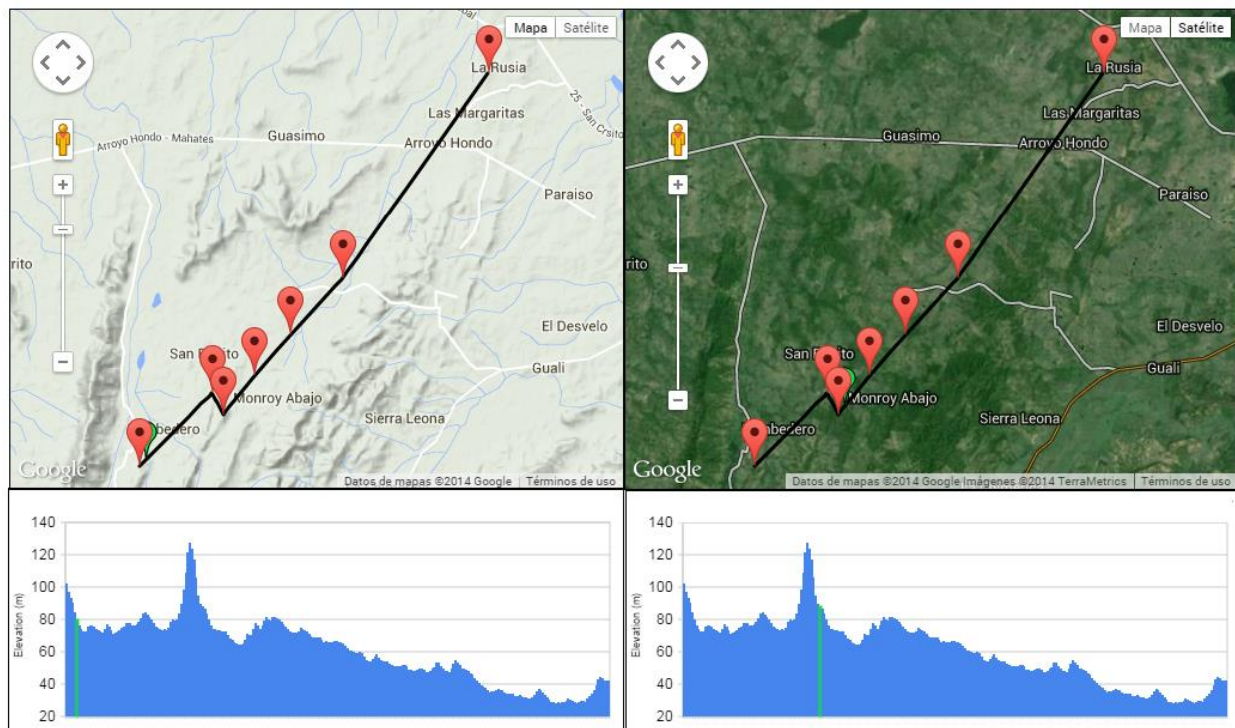 Mapa Satélite
La Rusia
25 - San Crsito
Las Margaritas
Guasimo
Arroyo Hondo
Arroyo Hondo - Mahates
Paraiso
rito
El Desvelo
San
Guali
Monroy Abajo
Sierra Leona
bedero
Google
Datos de mapas ©2014 Google Términos de uso
Mapa Satélite
La Rusia
Las Margaritas
Guasimo
Arroyo Hondo
Paraiso
rito
El Desvelo
San
Guali
Monroy Abajo
Sierra Leona
bedero
Google
Datos de mapas ©2014 Google Imágenes ©2014 TerraMetrics Términos de uso
Elevation (m)
140
120
100
80
60
40
20
Elevation (m)
140
120
100
80
60
40
20